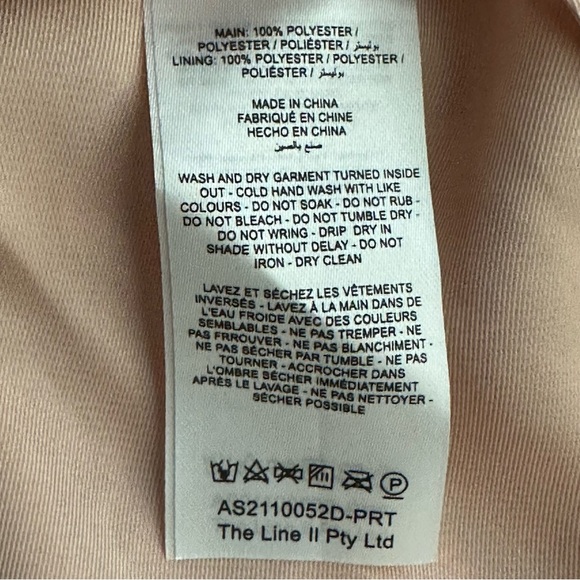 MAIN: 100% POLYESTER /
POLYESTER / POLIÉSTER / بوليستر
LINING: 100% POLYESTER / POLYESTER /
POLIÉSTER / بوليستر
MADE IN CHINA
FABRIQUÉ EN CHINE
HECHO EN CHINA
صنع بالصين
WASH AND DRY GARMENT TURNED INSIDE
OUT - COLD HAND WASH WITH LIKE
COLOURS - DO NOT SOAK - DO NOT RUB -
DO NOT BLEACH - DO NOT TUMBLE DRY -
DO NOT WRING - DRIP DRY IN
SHADE WITHOUT DELAY - DO NOT
IRON - DRY CLEAN
LAVEZ ET SÉCHEZ LES VÊTEMENTS
INVERSÉS - LAVEZ À LA MAIN DANS DE
L'EAU FROIDE AVEC DES COULEURS
SEMBLABLES - NE PAS TREMPER - NE
PAS FRROUVER - NE PAS BLANCHIMENT -
NE PAS SÉCHER PAR TUMBLE - NE PAS
TOURNER - ACCROCHER DANS
L'OMBRE SÉCHER IMMÉDIATEMENT
APRÈS LE LAVAGE - NE PAS NETTOYER -
SÉCHER POSSIBLE
P
AS2110052D-PRT
The Line II Pty Ltd